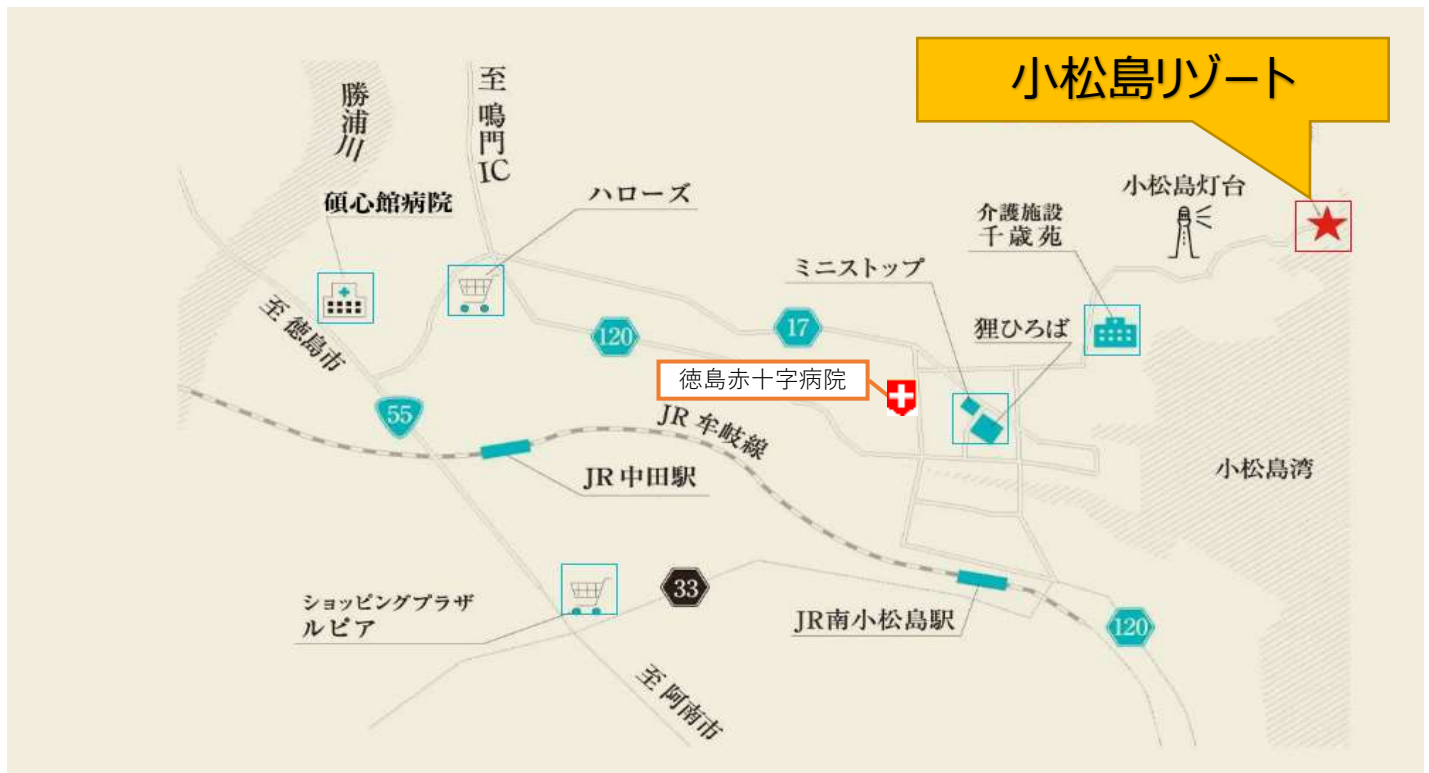 小松島リゾート
至 鳴門IC
勝浦川
小松島灯台
ハローズ
碩心館病院
介護施設
千歳苑
ミニストップ
狸ひろば
至 徳島市
120
17
徳島赤十字病院
55
JR 牟岐線
JR中田駅
小松島湾
33
ショッピングプラザ
ルピア
JR南小松島駅
120
至 阿南市